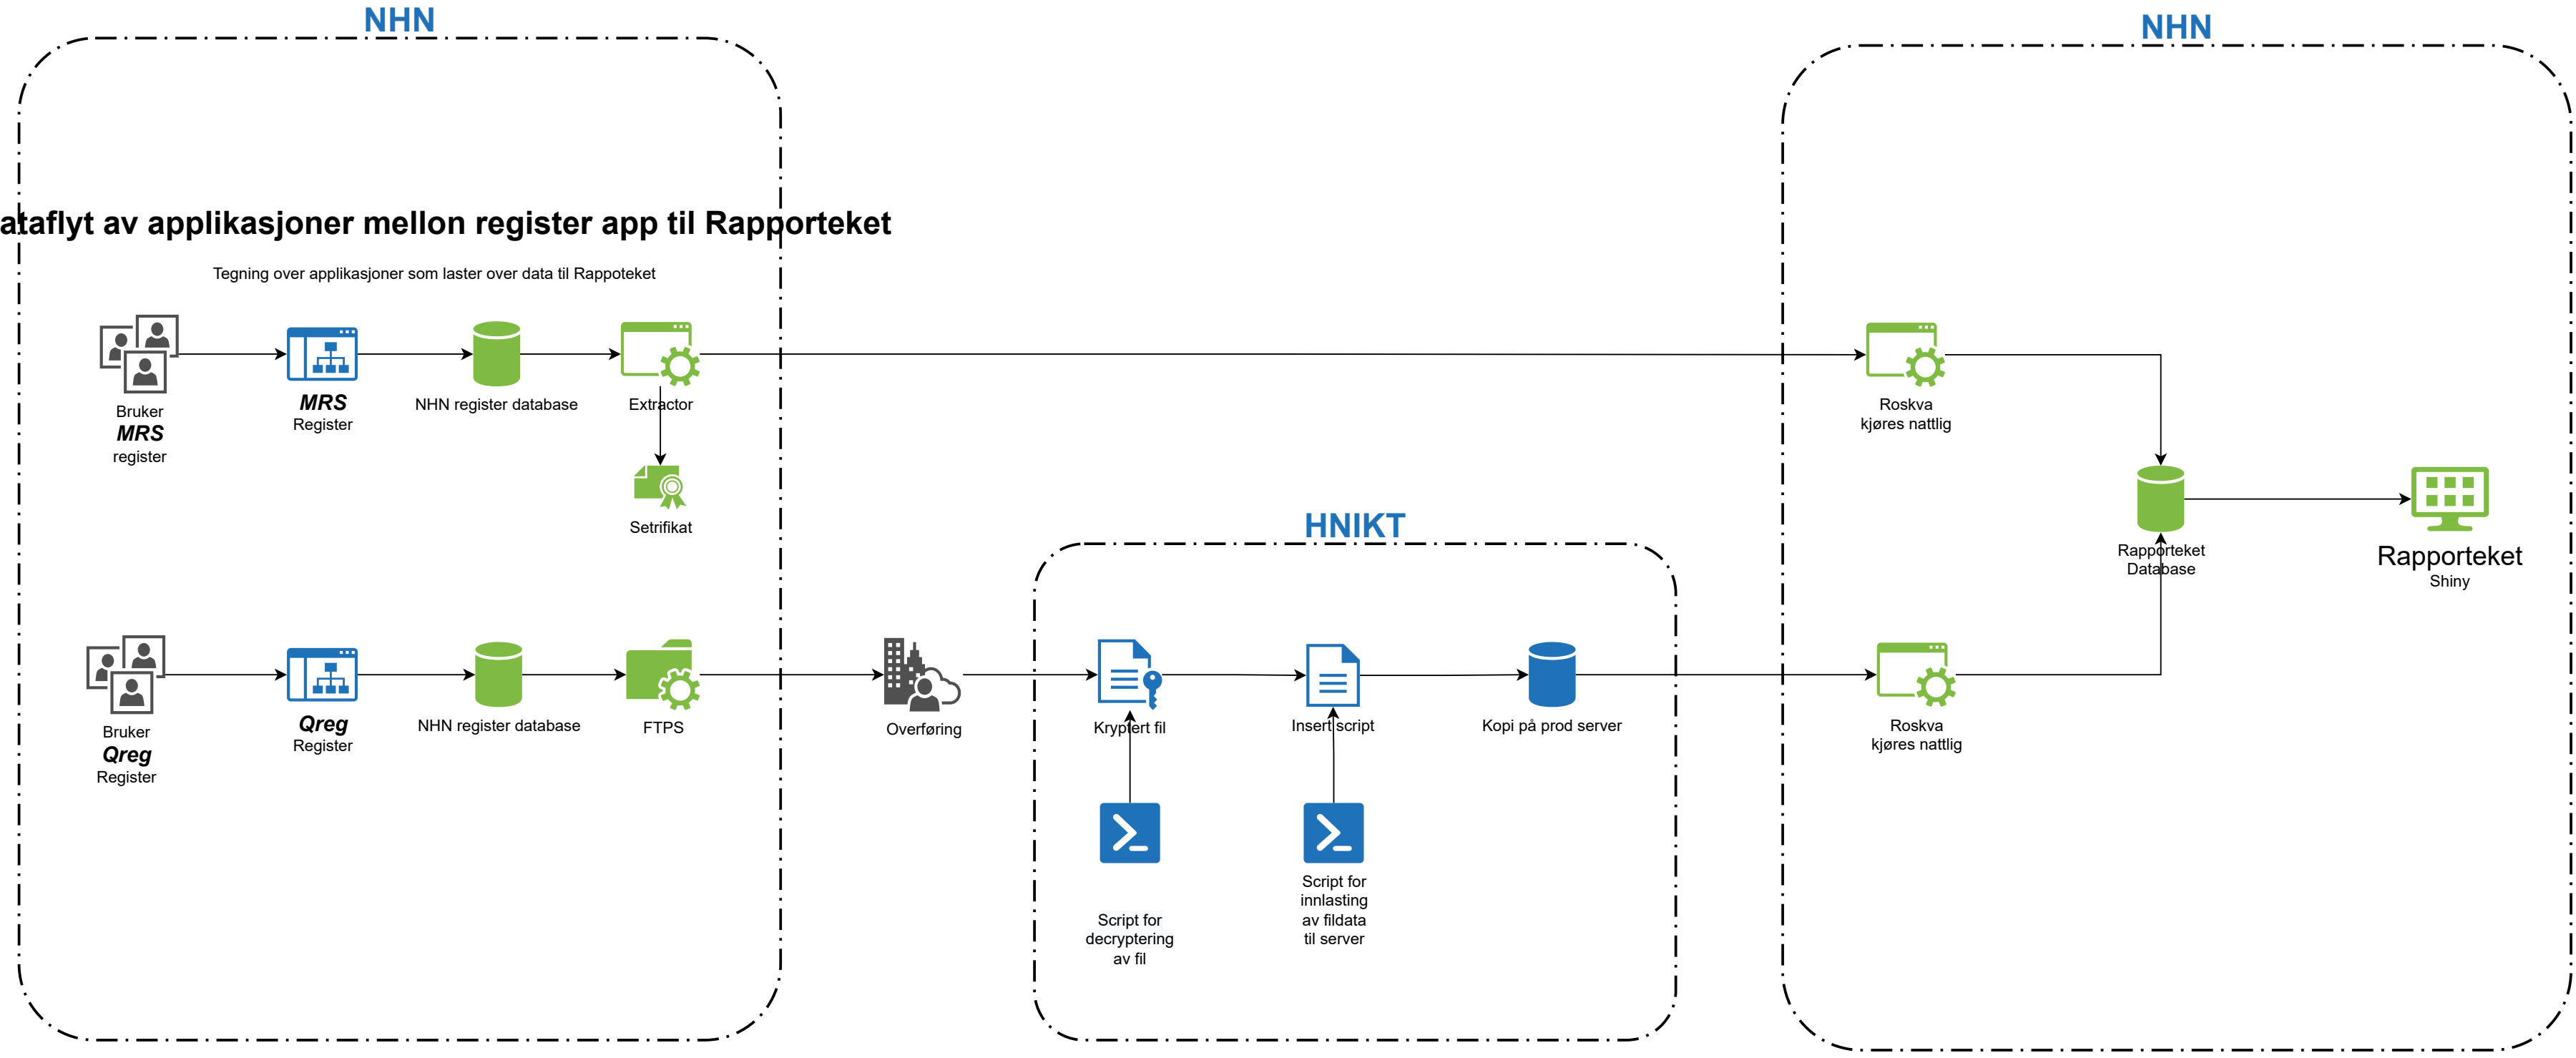 NHN
NHN
ataflyt av applikasjoner mellon register app til Rapporteket
Tegning over applikasjoner som laster over data til Rappoteket
Bruker
MRS
register
MRS
Register
NHN register database
Extractor
Setrifikat
Roskva
kjøres nattlig
Rapporteket
Database
Rapporteket
Shiny
HNIKT
Bruker
Qreg
Register
Qreg
Register
NHN register database
FTPS
Overføring
Kryptert fil
Insert script
Kopi på prod server
Roskva
kjøres nattlig
Script for
decryptering
av fil
Script for
innlasting
av fildata
til server